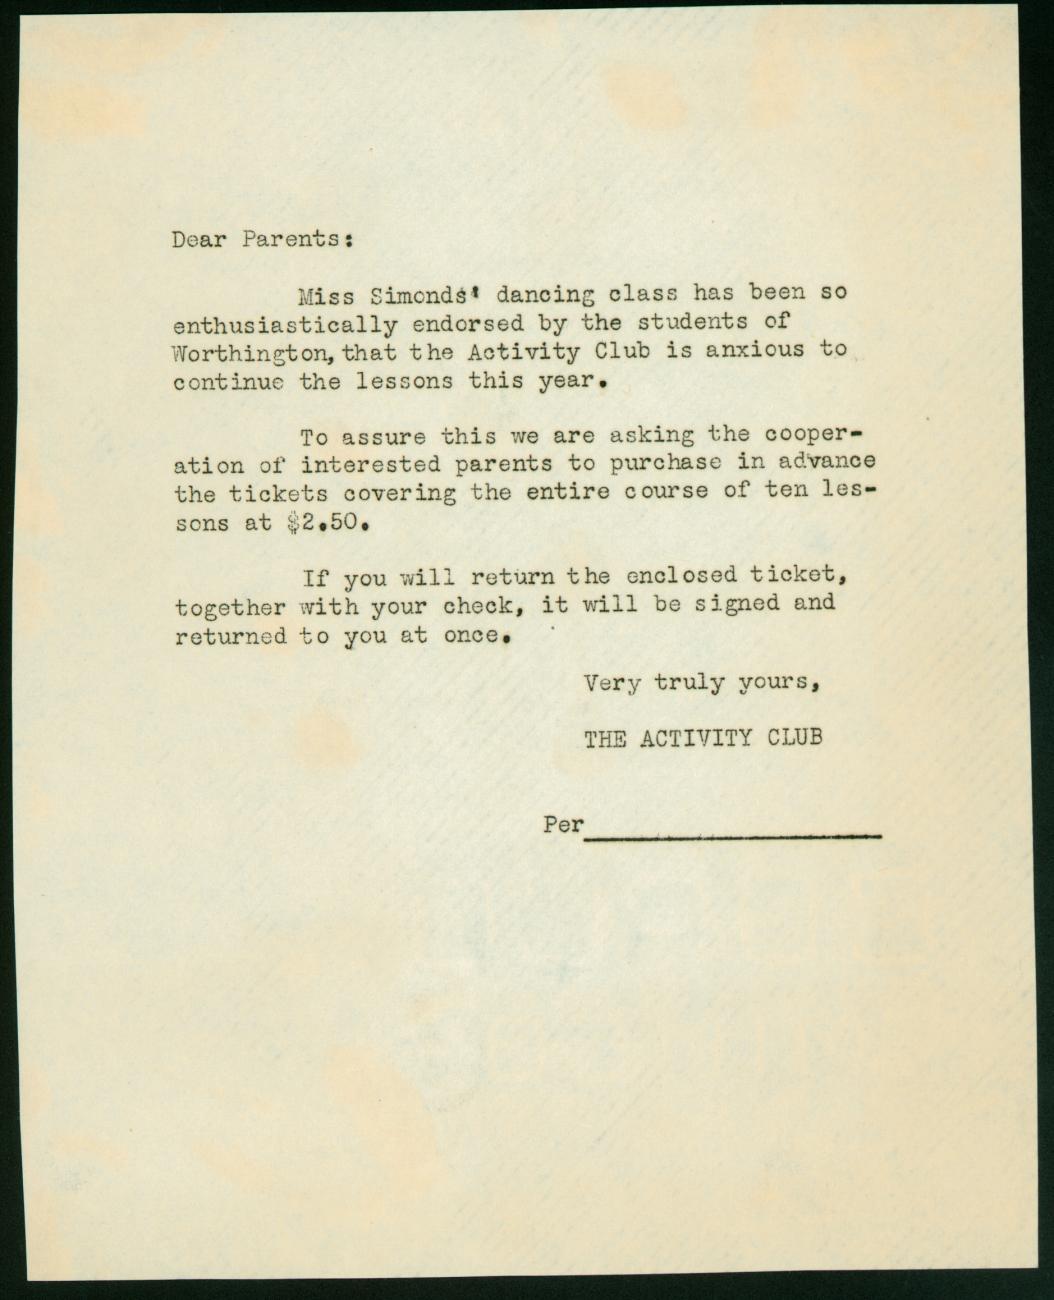 Dear Parents:
Miss Simonds' dancing class has been so
enthusiastically endorsed by the students of
Worthington, that the Activity Club is anxious to
continue the lessons this year.
To assure this we are asking the cooper-
ation of interested parents to purchase in advance
the tickets covering the entire course of ten les-
sons at $2.50.
If you will return the enclosed ticket,
together with your check, it will be signed and
returned to you at once.
Very truly yours,
THE ACTIVITY CLUB
Per